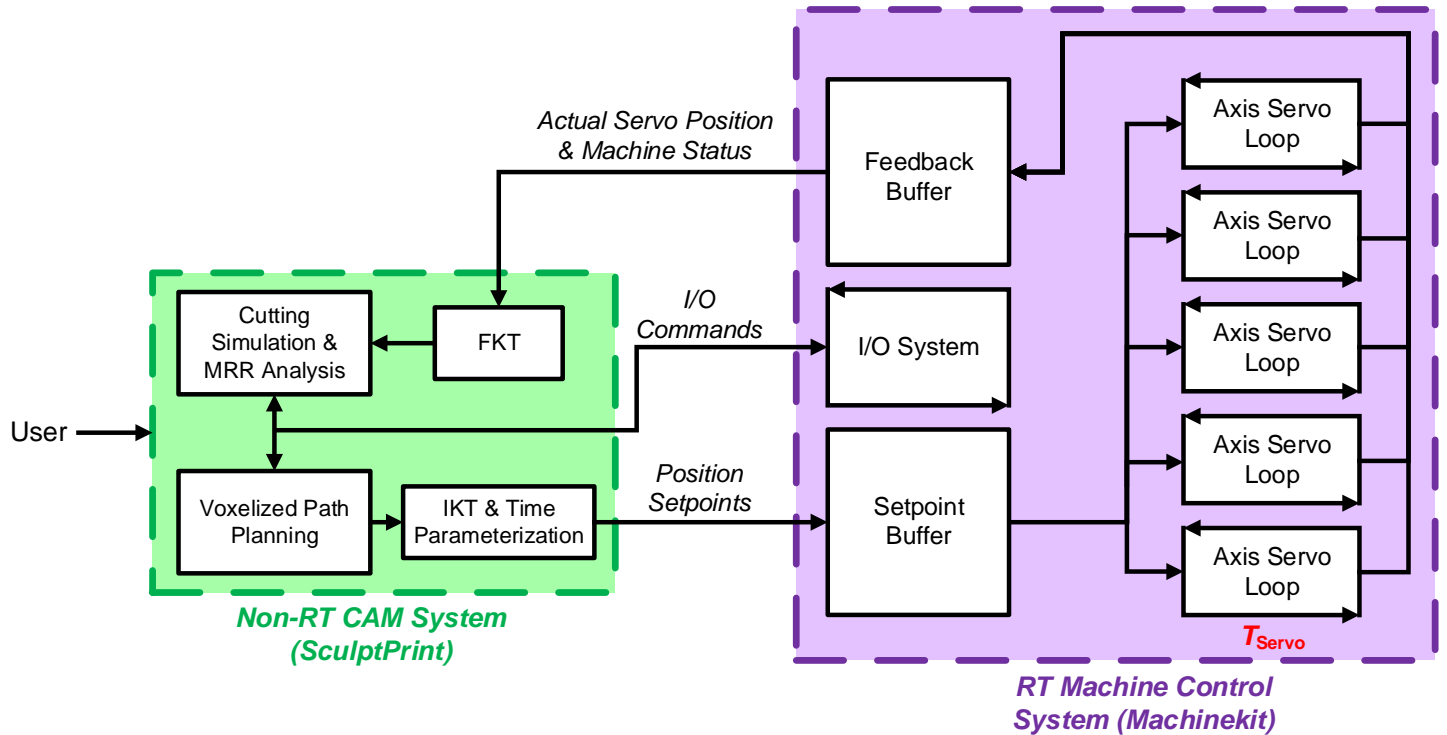 User
Cutting
Simulation &
MRR Analysis
FKT
Voxelized Path
Planning
IKT & Time
Parameterization
Non-RT CAM System
(SculptPrint)
Actual Servo Position
& Machine Status
I/O
Commands
Position
Setpoints
Feedback
Buffer
I/O System
Setpoint
Buffer
Axis Servo
Loop
Axis Servo
Loop
Axis Servo
Loop
Axis Servo
Loop
Axis Servo
Loop
TServo
RT Machine Control
System (Machinekit)